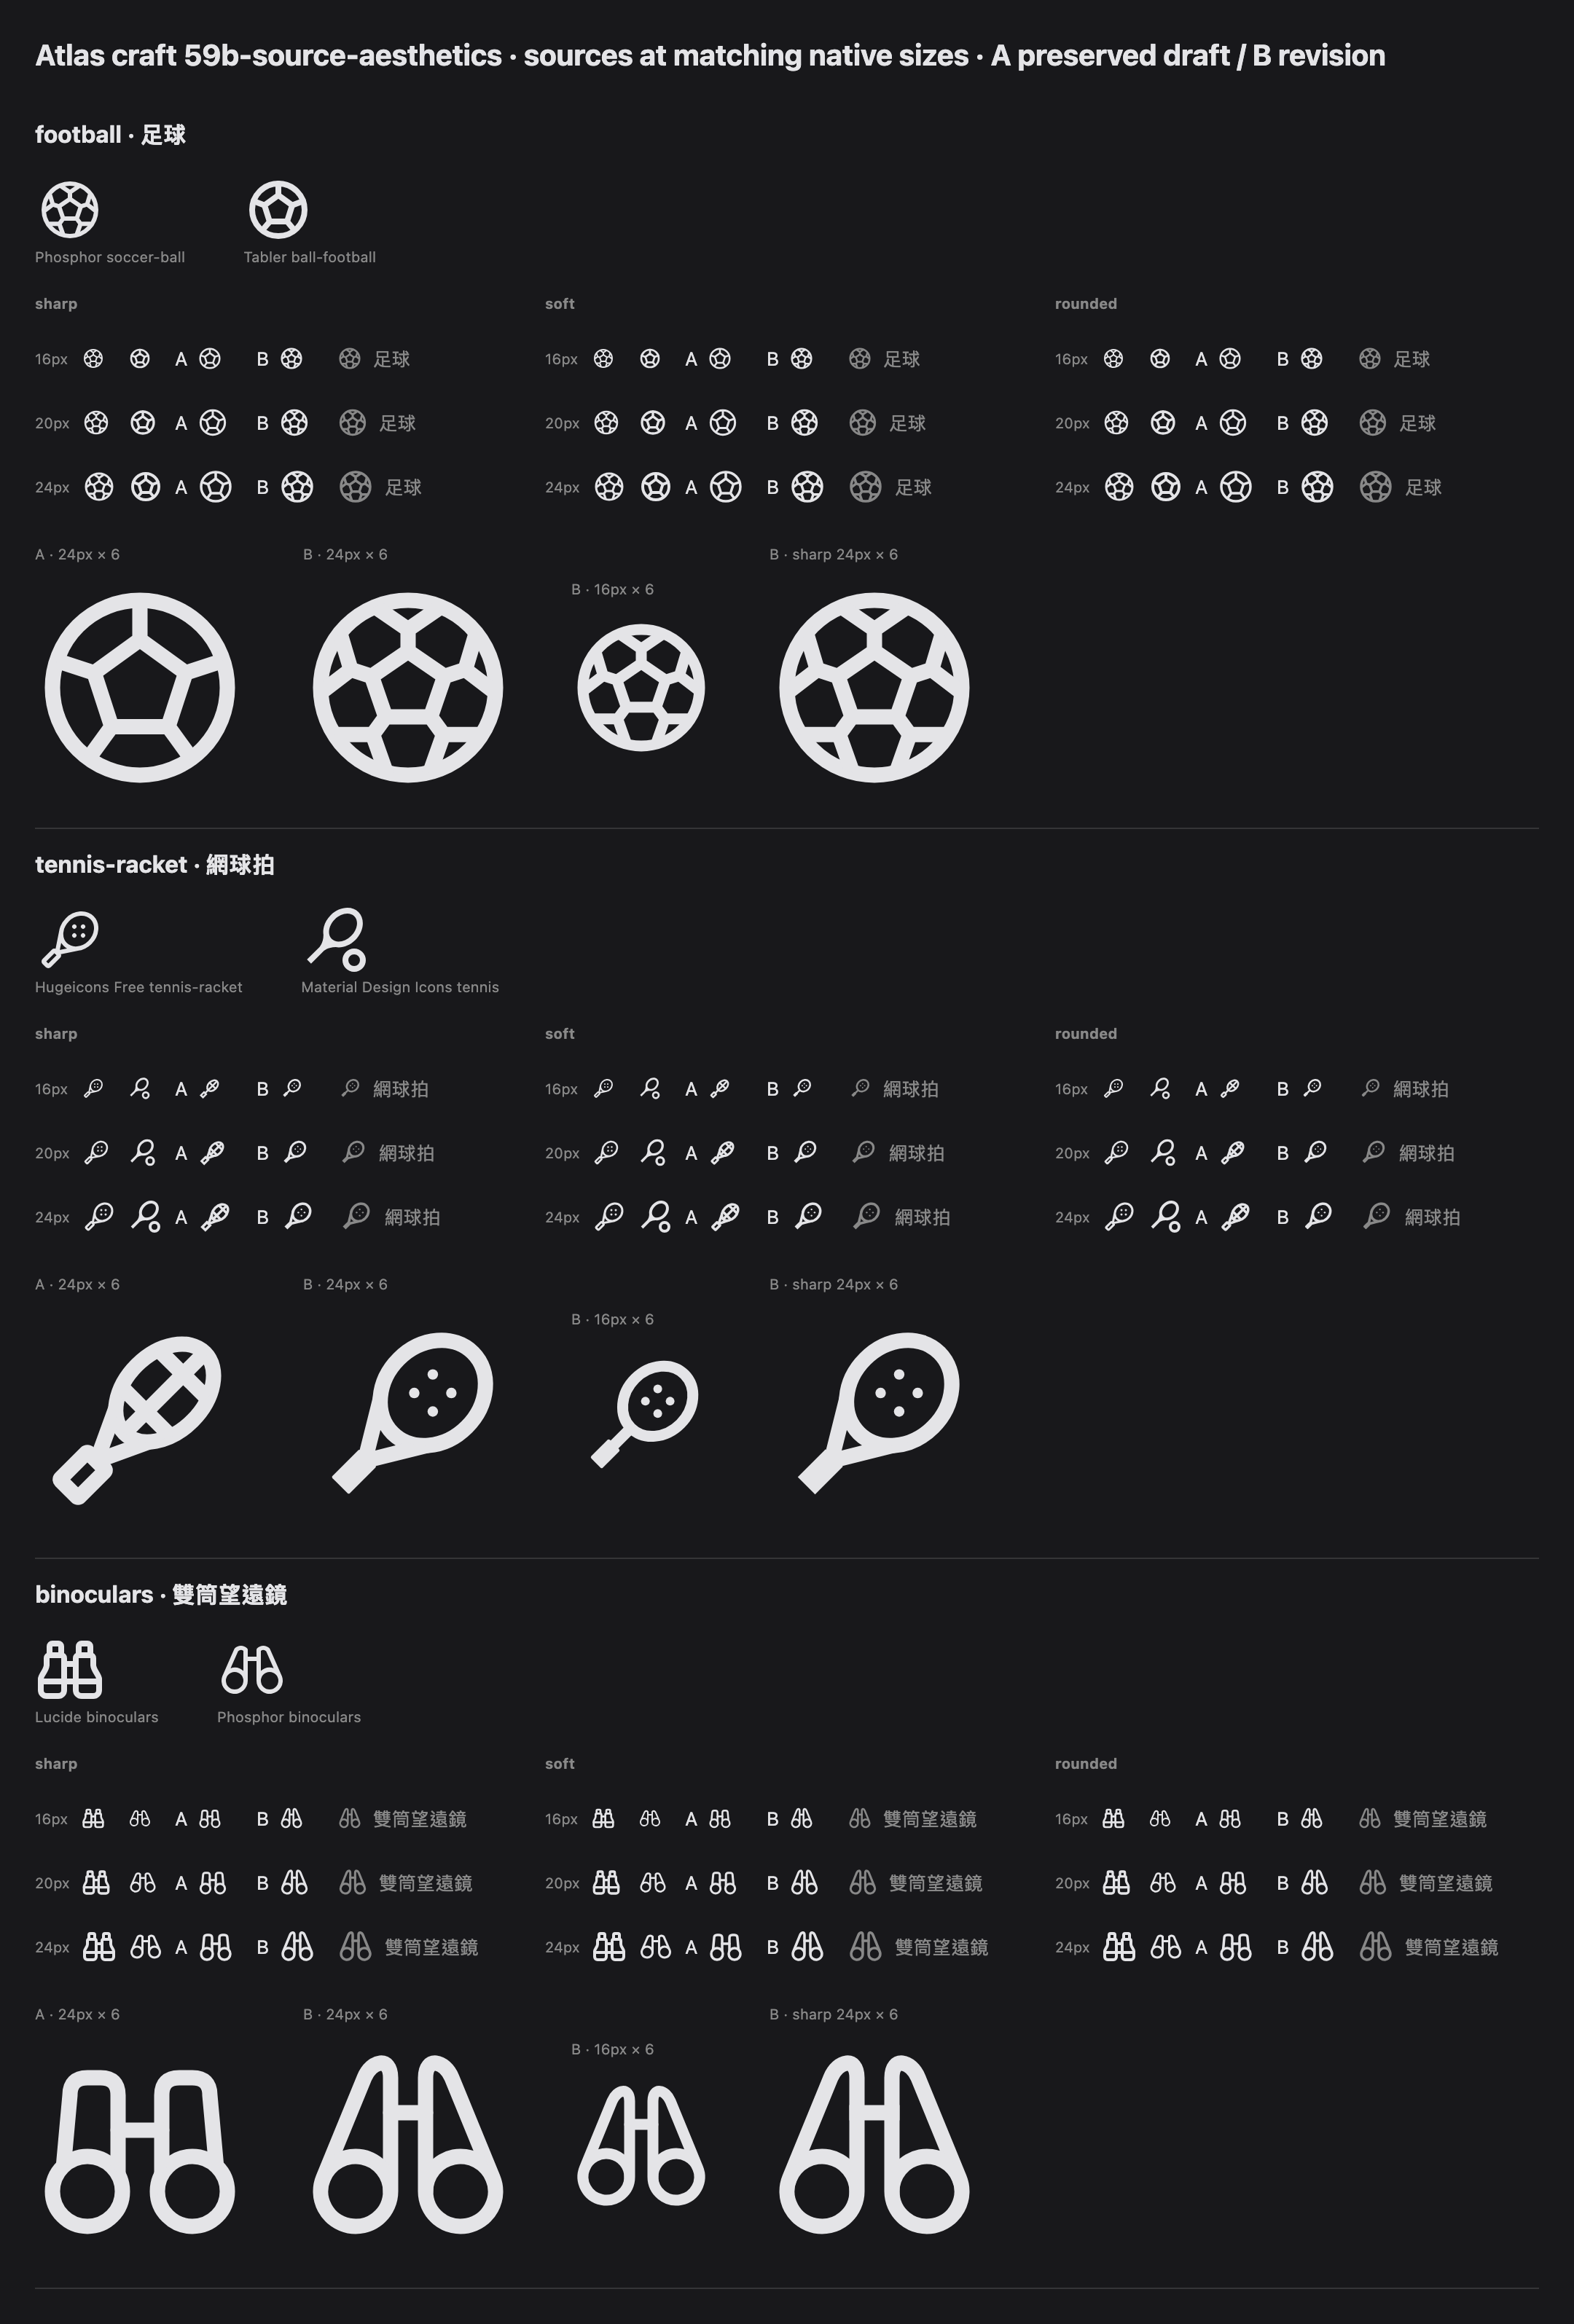 Atlas craft 59b-source-aesthetics · sources at matching native sizes · A preserved draft / B revision
football · 足球
Phosphor soccer-ball Tabler ball-football
sharp soft rounded
16px A B 足球 16px A B 足球 16px A B 足球
20px A B 足球 20px A B 足球 20px A B 足球
24px A B 足球 24px A B 足球 24px A B 足球
A · 24px × 6 B · 24px × 6 B · 16px × 6 B · sharp 24px × 6
tennis-racket · 網球拍
Hugeicons Free tennis-racket Material Design Icons tennis
sharp soft rounded
16px A B 網球拍 16px A B 網球拍 16px A B 網球拍
20px A B 網球拍 20px A B 網球拍 20px A B 網球拍
24px A B 網球拍 24px A B 網球拍 24px A B 網球拍
A · 24px × 6 B · 24px × 6 B · 16px × 6 B · sharp 24px × 6
binoculars · 雙筒望遠鏡
Lucide binoculars Phosphor binoculars
sharp soft rounded
16px A B 雙筒望遠鏡 16px A B 雙筒望遠鏡 16px A B 雙筒望遠鏡
20px A B 雙筒望遠鏡 20px A B 雙筒望遠鏡 20px A B 雙筒望遠鏡
24px A B 雙筒望遠鏡 24px A B 雙筒望遠鏡 24px A B 雙筒望遠鏡
A · 24px × 6 B · 24px × 6 B · 16px × 6 B · sharp 24px × 6